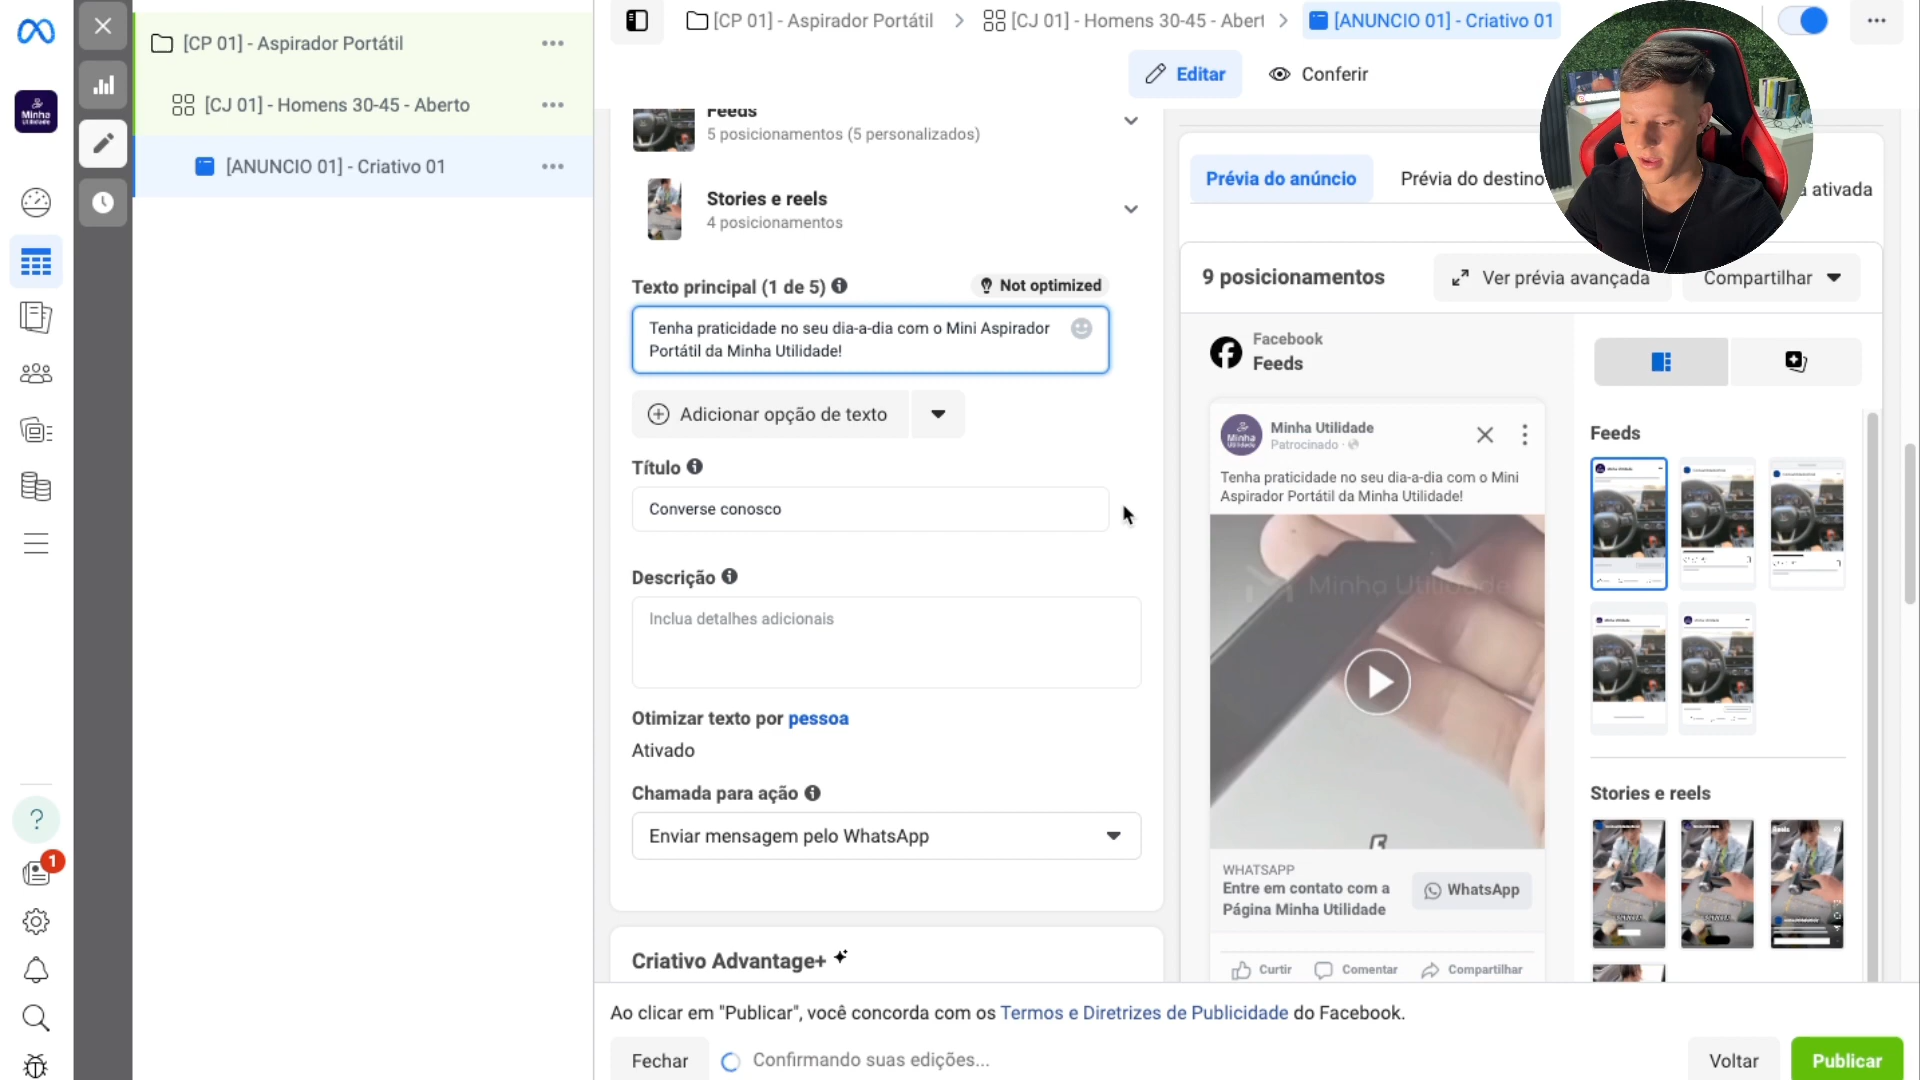 [CP 01] - Aspirador Portátil
[CJ 01] - Homens 30-45 - Aberto
[ANUNCIO 01] - Criativo 01
[CP 01] - Aspirador Portátil
[CJ 01] - Homens 30-45 - Abert
[ANUNCIO 01] - Criativo 01
Editar
Conferir
Minha
Utilidade
Feeds
5 posicionamentos (5 personalizados)
Stories e reels
4 posicionamentos
Texto principal (1 de 5)
Not optimized
Tenha praticidade no seu dia-a-dia com o Mini Aspirador
Portátil da Minha Utilidade!
Adicionar opção de texto
Título
Converse conosco
Descrição
Inclua detalhes adicionais
Otimizar texto por pessoa
Ativado
Chamada para ação
Enviar mensagem pelo WhatsApp
Criativo Advantage+
Prévia do anúncio
Prévia do destino
a ativada
9 posicionamentos
Ver prévia avançada
Compartilhar
Facebook
Feeds
Minha Utilidade
Patrocinado ·
Tenha praticidade no seu dia-a-dia com o Mini
Aspirador Portátil da Minha Utilidade!
Minha Utilidade
WHATSAPP
Entre em contato com a
Página Minha Utilidade
WhatsApp
Curtir
Comentar
Compartilhar
Feeds
Stories e reels
1
Ao clicar em "Publicar", você concorda com os Termos e Diretrizes de Publicidade do Facebook.
Fechar
Confirmando suas edições...
Voltar
Publicar